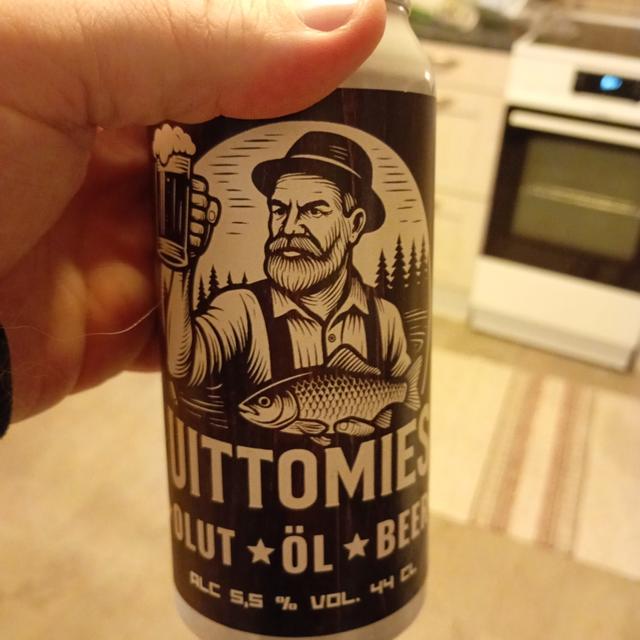 UITTOMIES
OLUT ★ ÖL ★ BEER
ALC 5,5 % VOL. 44 CL